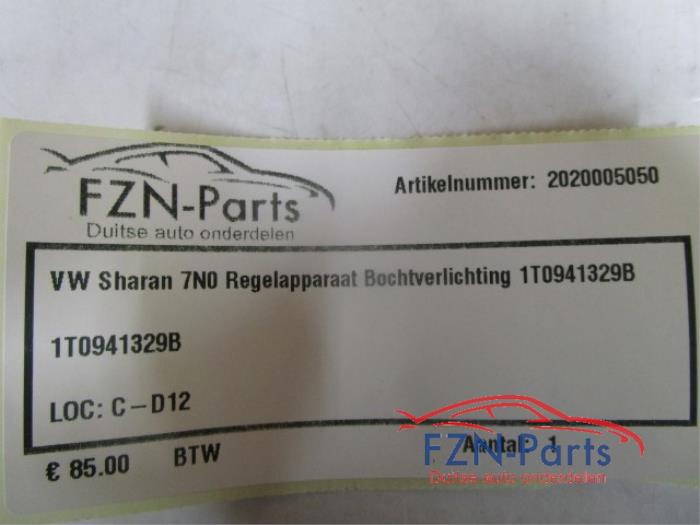 FZN-Parts
Duitse auto onderdelen
Artikelnummer: 2020005050
VW Sharan 7N0 Regelapparaat Bochtverlichting 1T0941329B
1T0941329B
LOC: C-D12
€ 85.00 BTW Aantal: 1
FZN-Parts
Duitse auto onderdelen